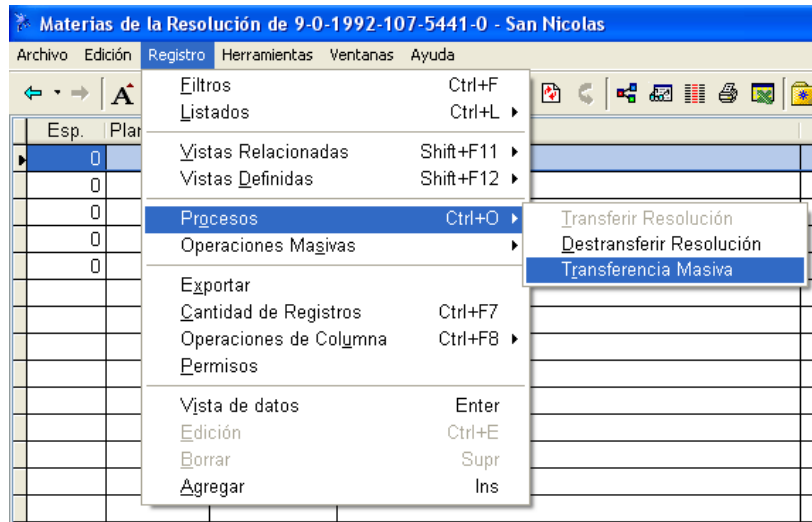 Materias de la Resolución de 9-0-1992-107-5441-0 - San Nicolas
Archivo Edición Registro Herramientas Ventanas Ayuda
Filtros Ctrl+F
Listados Ctrl+L
Esp. Plan
Vistas Relacionadas Shift+F11
0
Vistas Definidas Shift+F12
0
Procesos Ctrl+O Transferir Resolución
0
Operaciones Masivas Destransferir Resolución
0
Transferencia Masiva
0
Exportar
Cantidad de Registros Ctrl+F7
Operaciones de Columna Ctrl+F8
Permisos
Vista de datos Enter
Edición Ctrl+E
Borrar Supr
Agregar Ins